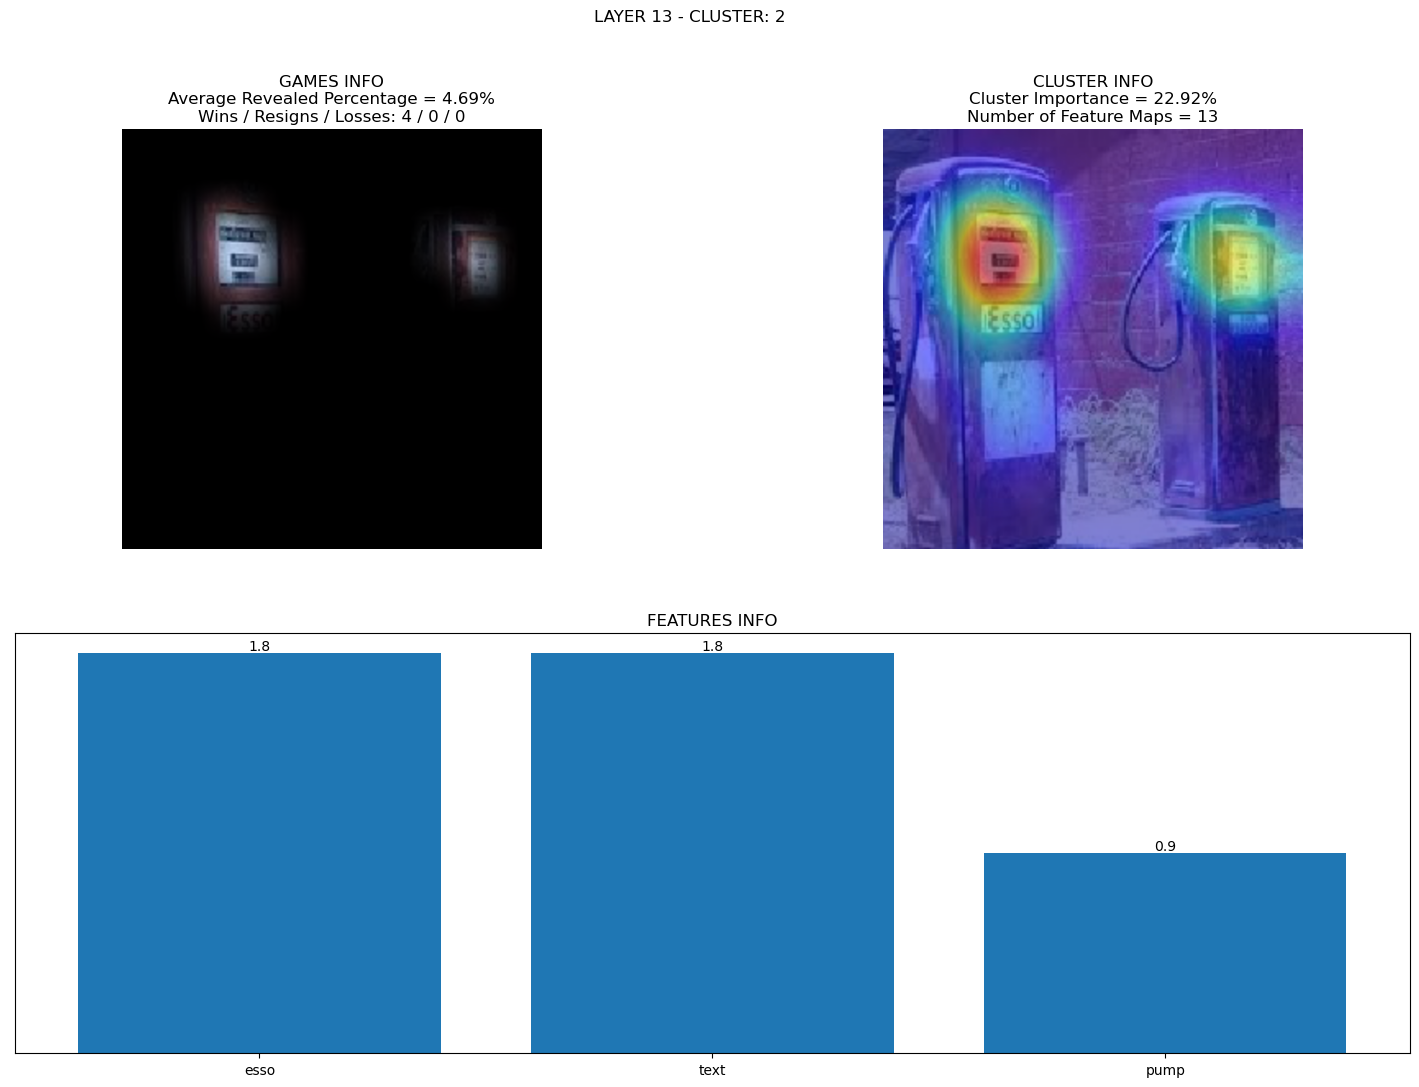 LAYER 13 - CLUSTER: 2
GAMES INFO
Average Revealed Percentage = 4.69%
Wins / Resigns / Losses: 4 / 0 / 0
CLUSTER INFO
Cluster Importance = 22.92%
Number of Feature Maps = 13
ESSO
ESSO
FEATURES INFO
1.8
1.8
0.9
esso
text
pump